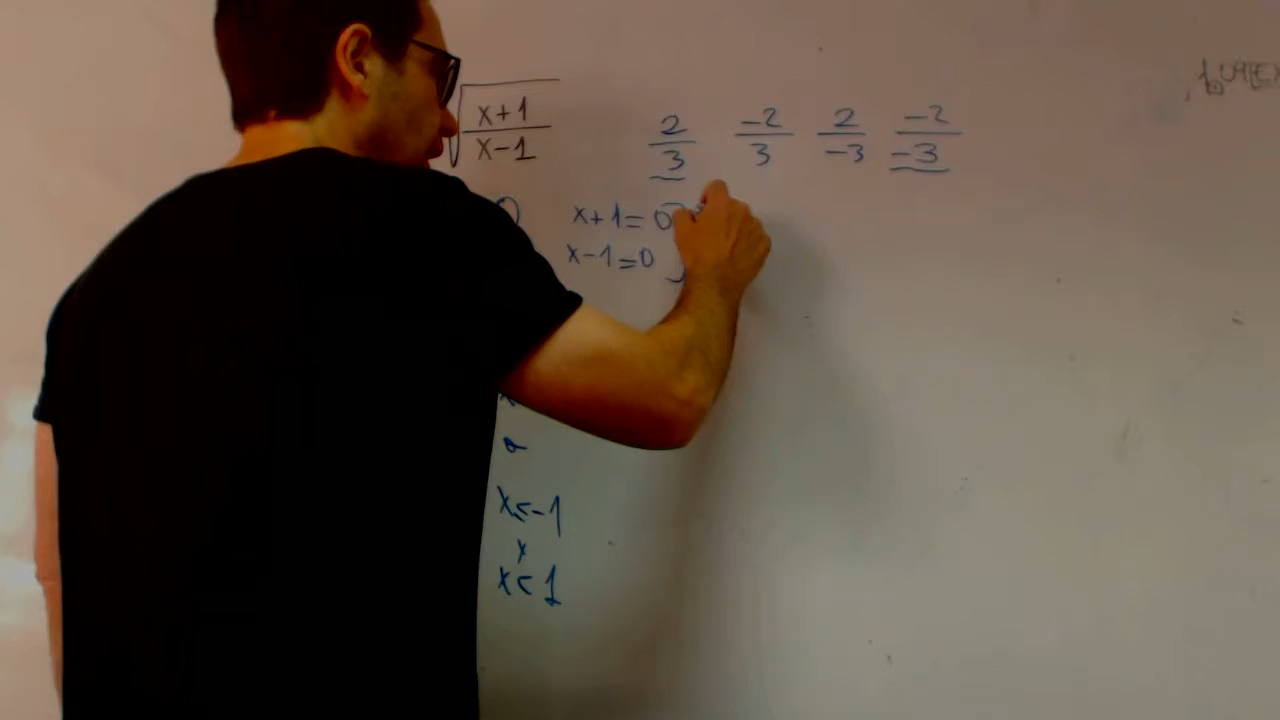 √(x+1)/(x-1)
2/3 -2/3 2/-3 -2/-3
x+1=0
x-1=0
x≤-1
y
x<1